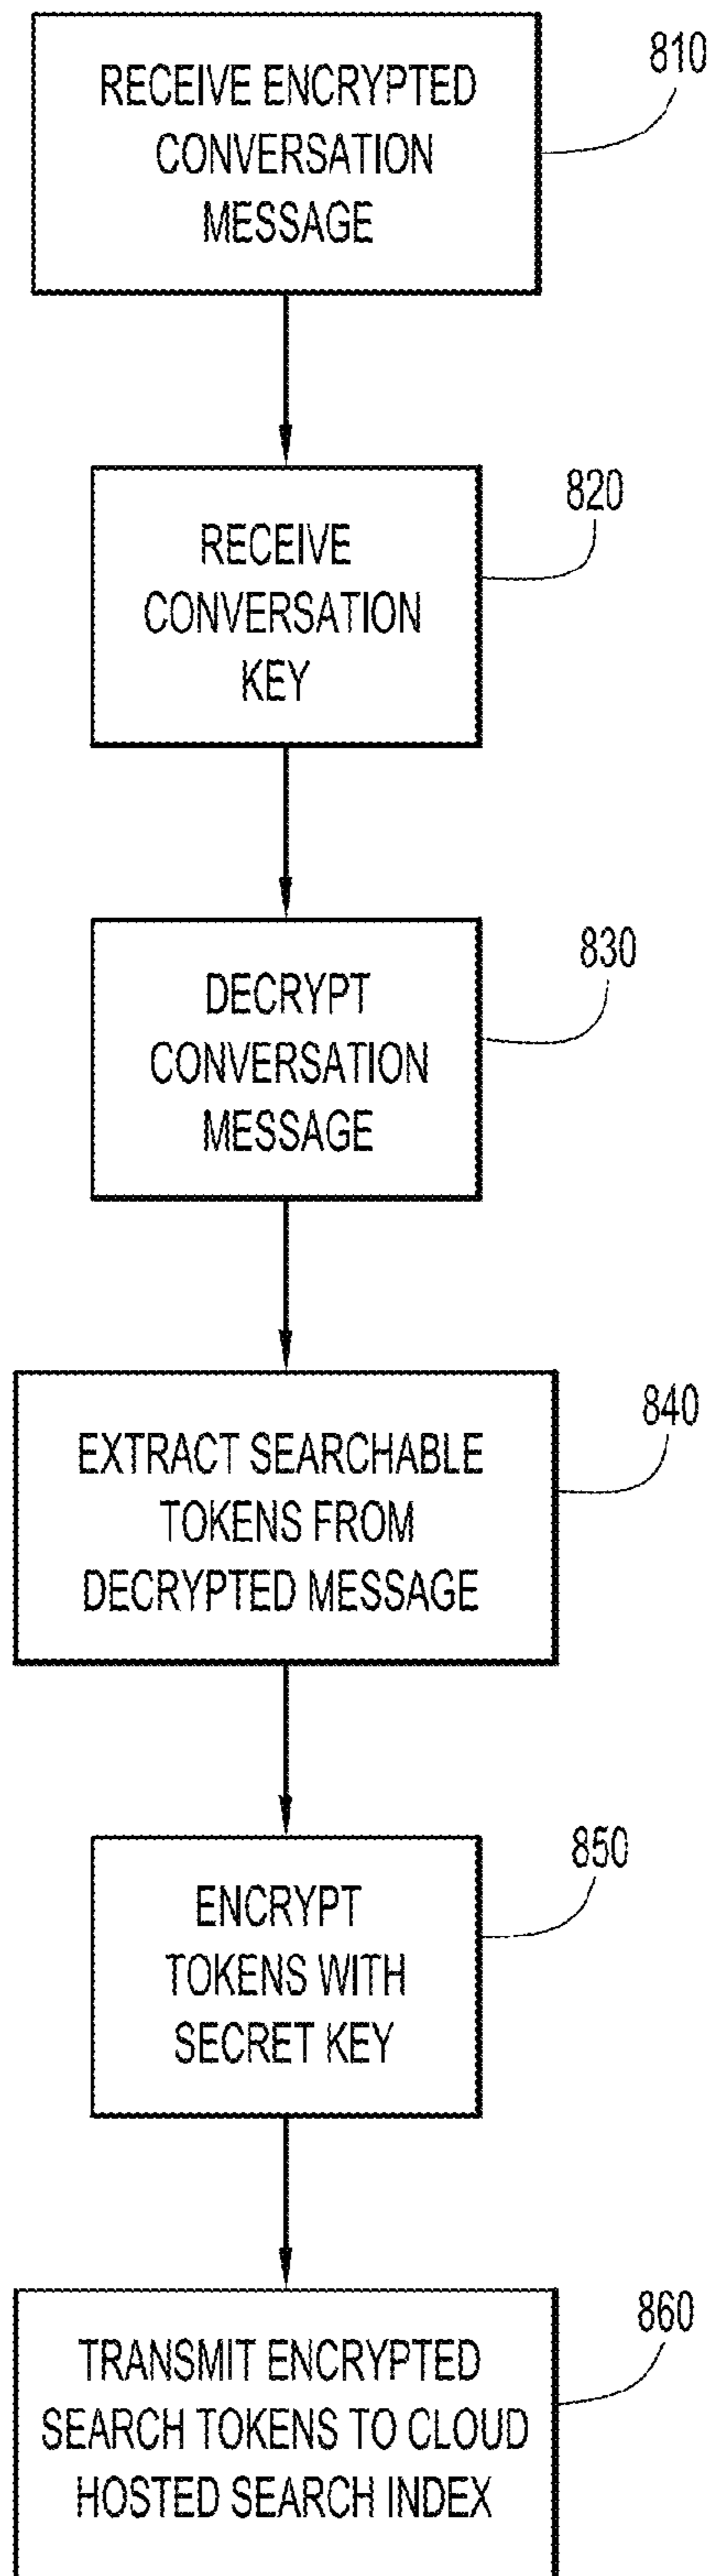 RECEIVE ENCRYPTED
CONVERSATION
MESSAGE
810
RECEIVE
CONVERSATION
KEY
820
DECRYPT
CONVERSATION
MESSAGE
830
EXTRACT SEARCHABLE
TOKENS FROM
DECRYPTED MESSAGE
840
ENCRYPT
TOKENS WITH
SECRET KEY
850
TRANSMIT ENCRYPTED
SEARCH TOKENS TO CLOUD
HOSTED SEARCH INDEX
860